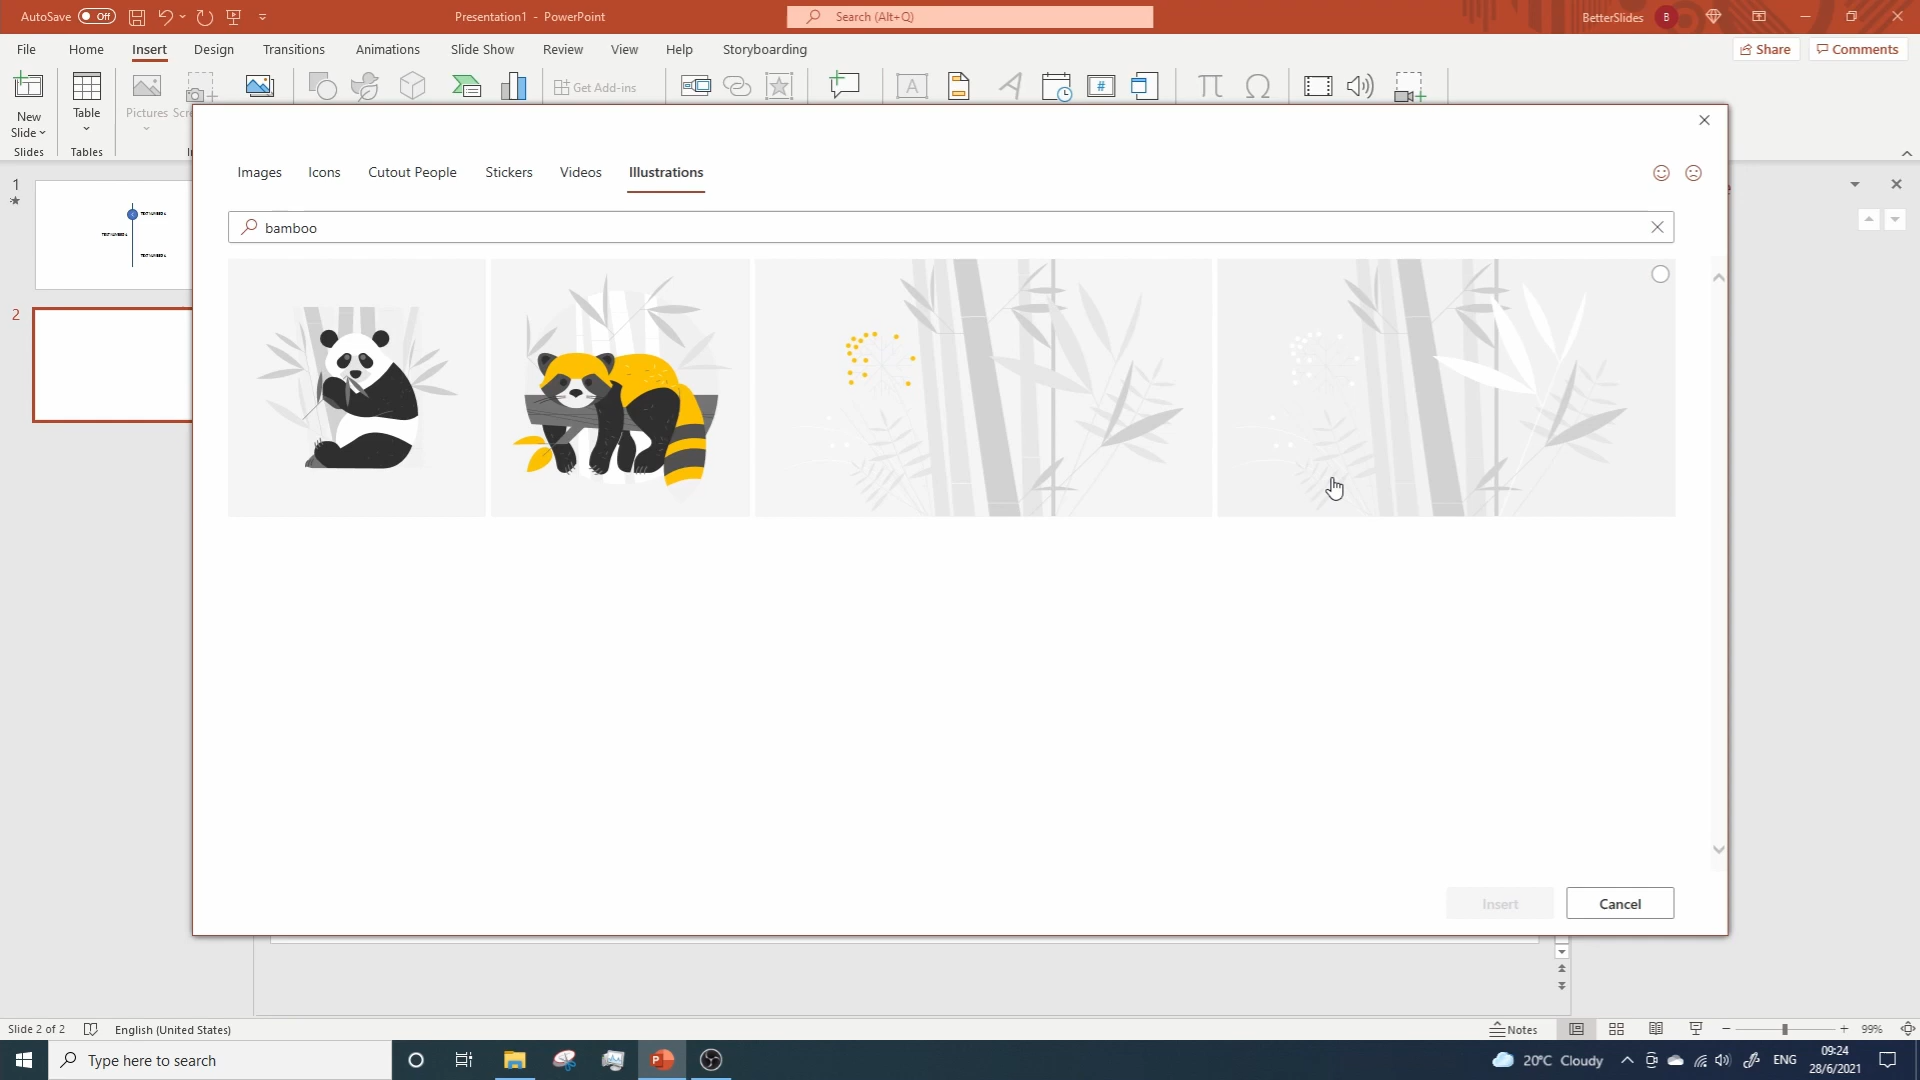 AutoSave Off
Presentation1 - PowerPoint
Search (Alt+Q)
BetterSlides B
File Home Insert Design Transitions Animations Slide Show Review View Help Storyboarding
Share Comments
Get Add-ins
New
Slide
Table
Pictures Scre
Slides Tables
Images Icons Cutout People Stickers Videos Illustrations
bamboo
1
2
Insert Cancel
Slide 2 of 2 English (United States)
Notes
99%
Type here to search
20°C Cloudy
ENG
09:24
28/6/2021